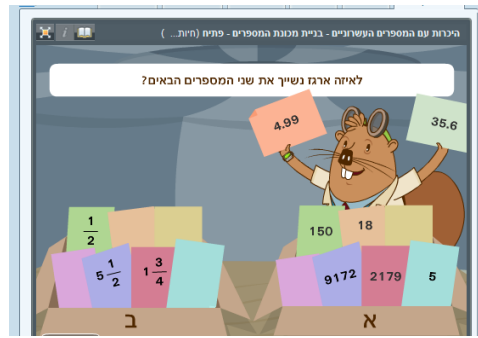 היכרות עם המספרים העשרוניים - בניית מכונת המספרים - פתיח (חיות... )
לאיזה ארגז נשייך את שני המספרים הבאים?
4.99
35.6
1/2
150
18
5 1/2
1 3/4
9172
2179
5
ב
א